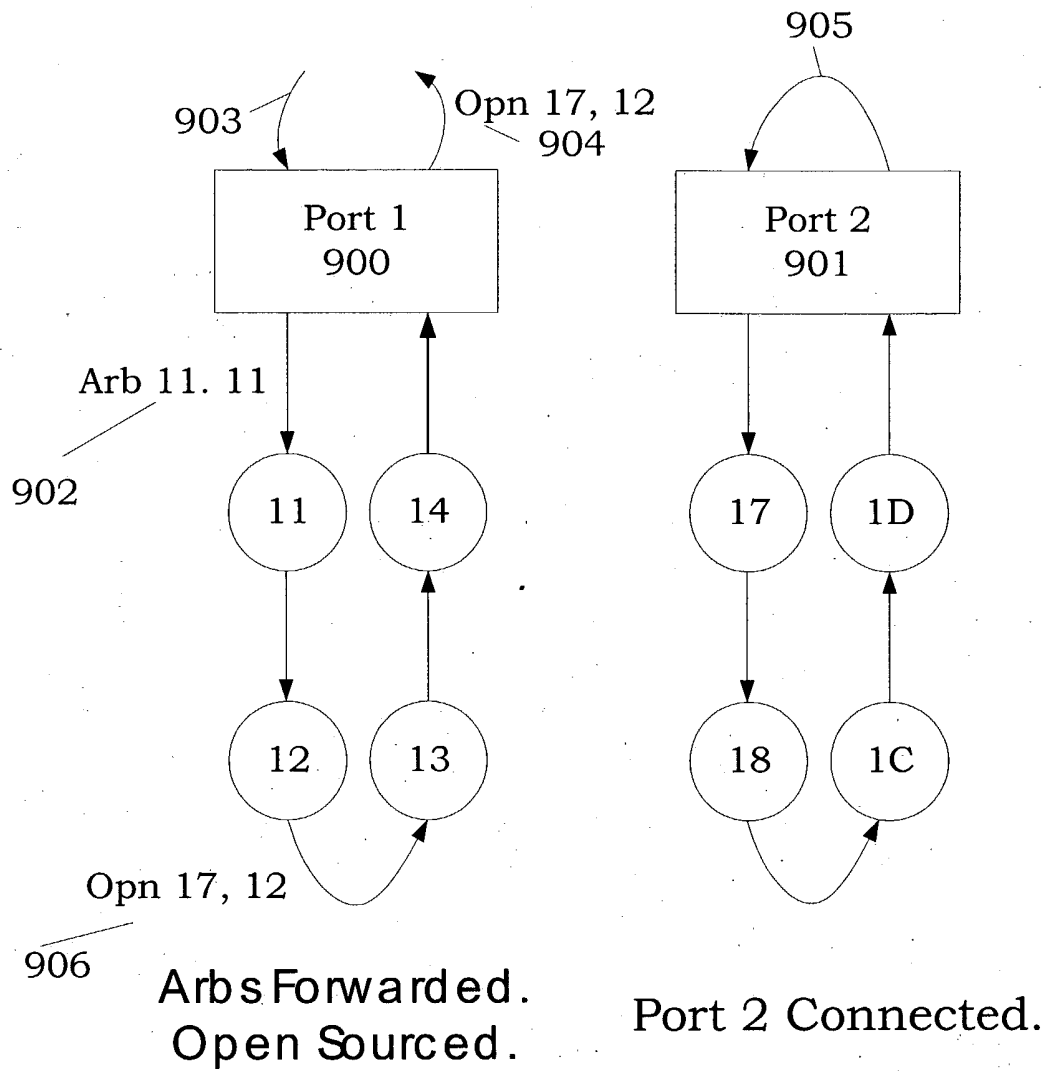 905
903
Opn 17, 12
904
Port 1
900
Port 2
901
Arb 11. 11
902
11
14
17
1D
12
13
18
1C
Opn 17, 12
906
Arbs Forwarded.
Open Sourced.
Port 2 Connected.